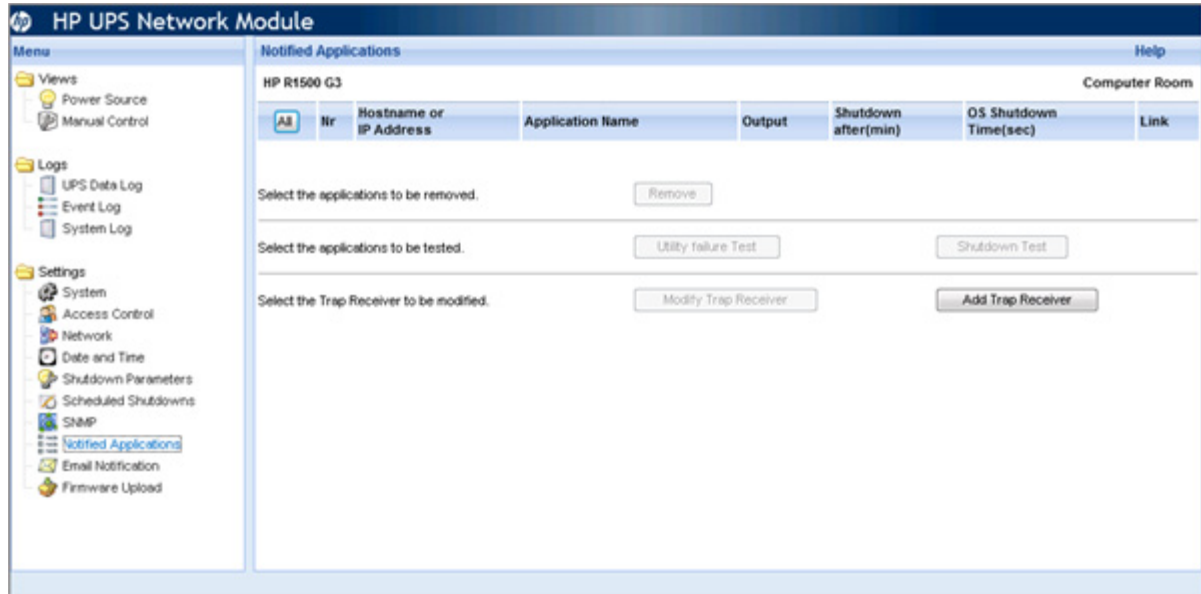 hp HP UPS Network Module
Menu
Views
Power Source
Manual Control
Logs
UPS Data Log
Event Log
System Log
Settings
System
Access Control
Network
Date and Time
Shutdown Parameters
Scheduled Shutdowns
SNMP
Notified Applications
Email Notification
Firmware Upload
Notified Applications Help
HP R1500 G3 Computer Room
All Nr Hostname or IP Address Application Name Output Shutdown after(min) OS Shutdown Time(sec) Link
Select the applications to be removed. Remove
Select the applications to be tested. Utility failure Test Shutdown Test
Select the Trap Receiver to be modified. Modify Trap Receiver Add Trap Receiver